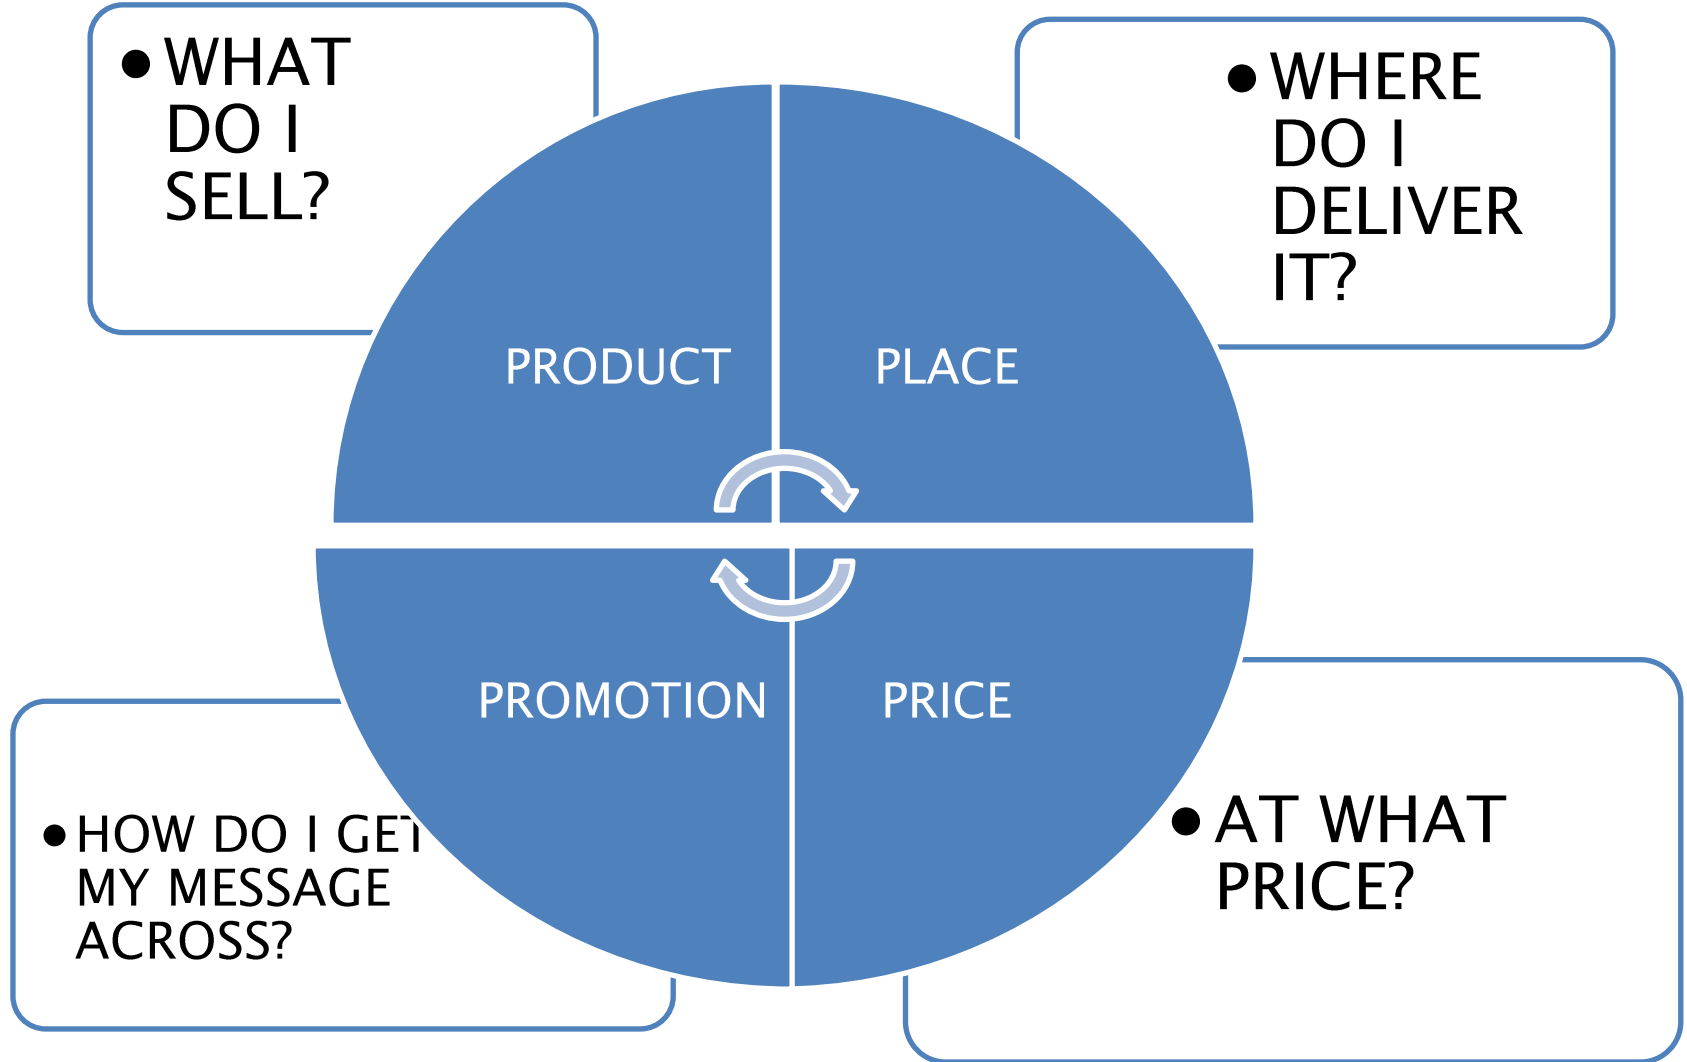 ● WHAT
DO I
SELL?
● WHERE
DO I
DELIVER
IT?
PRODUCT
PLACE
PROMOTION
PRICE
● HOW DO I GET
MY MESSAGE
ACROSS?
● AT WHAT
PRICE?